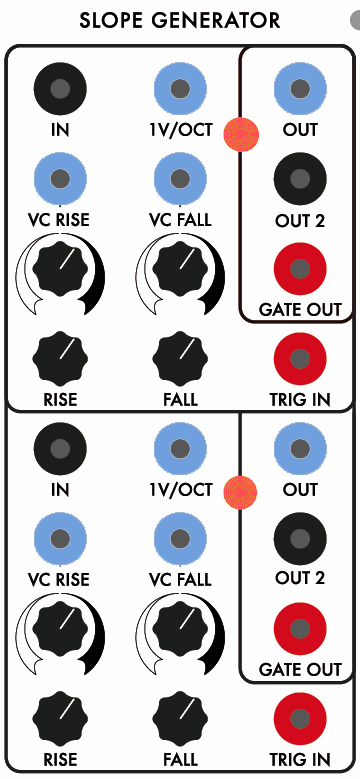 SLOPE GENERATOR
IN 1V/OCT OUT
VC RISE VC FALL OUT 2
GATE OUT
RISE FALL TRIG IN
IN 1V/OCT OUT
VC RISE VC FALL OUT 2
GATE OUT
RISE FALL TRIG IN